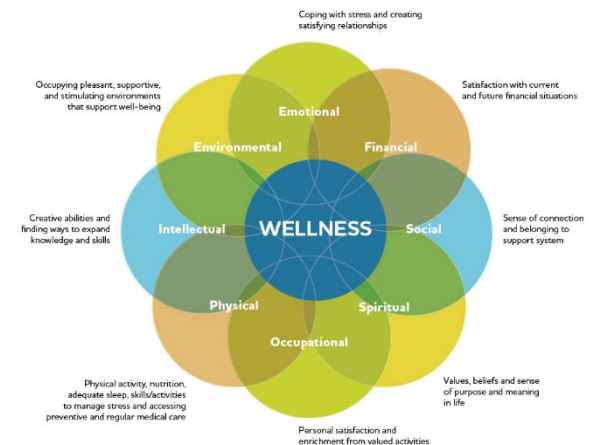 Coping with stress and creating
satisfying relationships
Occupying pleasant, supportive,
and stimulating environments
that support well-being
Satisfaction with current
and future financial situations
Emotional
Environmental
Financial
Creative abilities and
finding ways to expand
knowledge and skills
Intellectual
WELLNESS
Social
Sense of connection
and belonging to
support system
Physical
Spiritual
Occupational
Physical activity, nutrition,
adequate sleep, skills/activities
to manage stress and accessing
preventive and regular medical care
Values, beliefs and sense
of purpose and meaning
in life
Personal satisfaction and
enrichment from valued activities